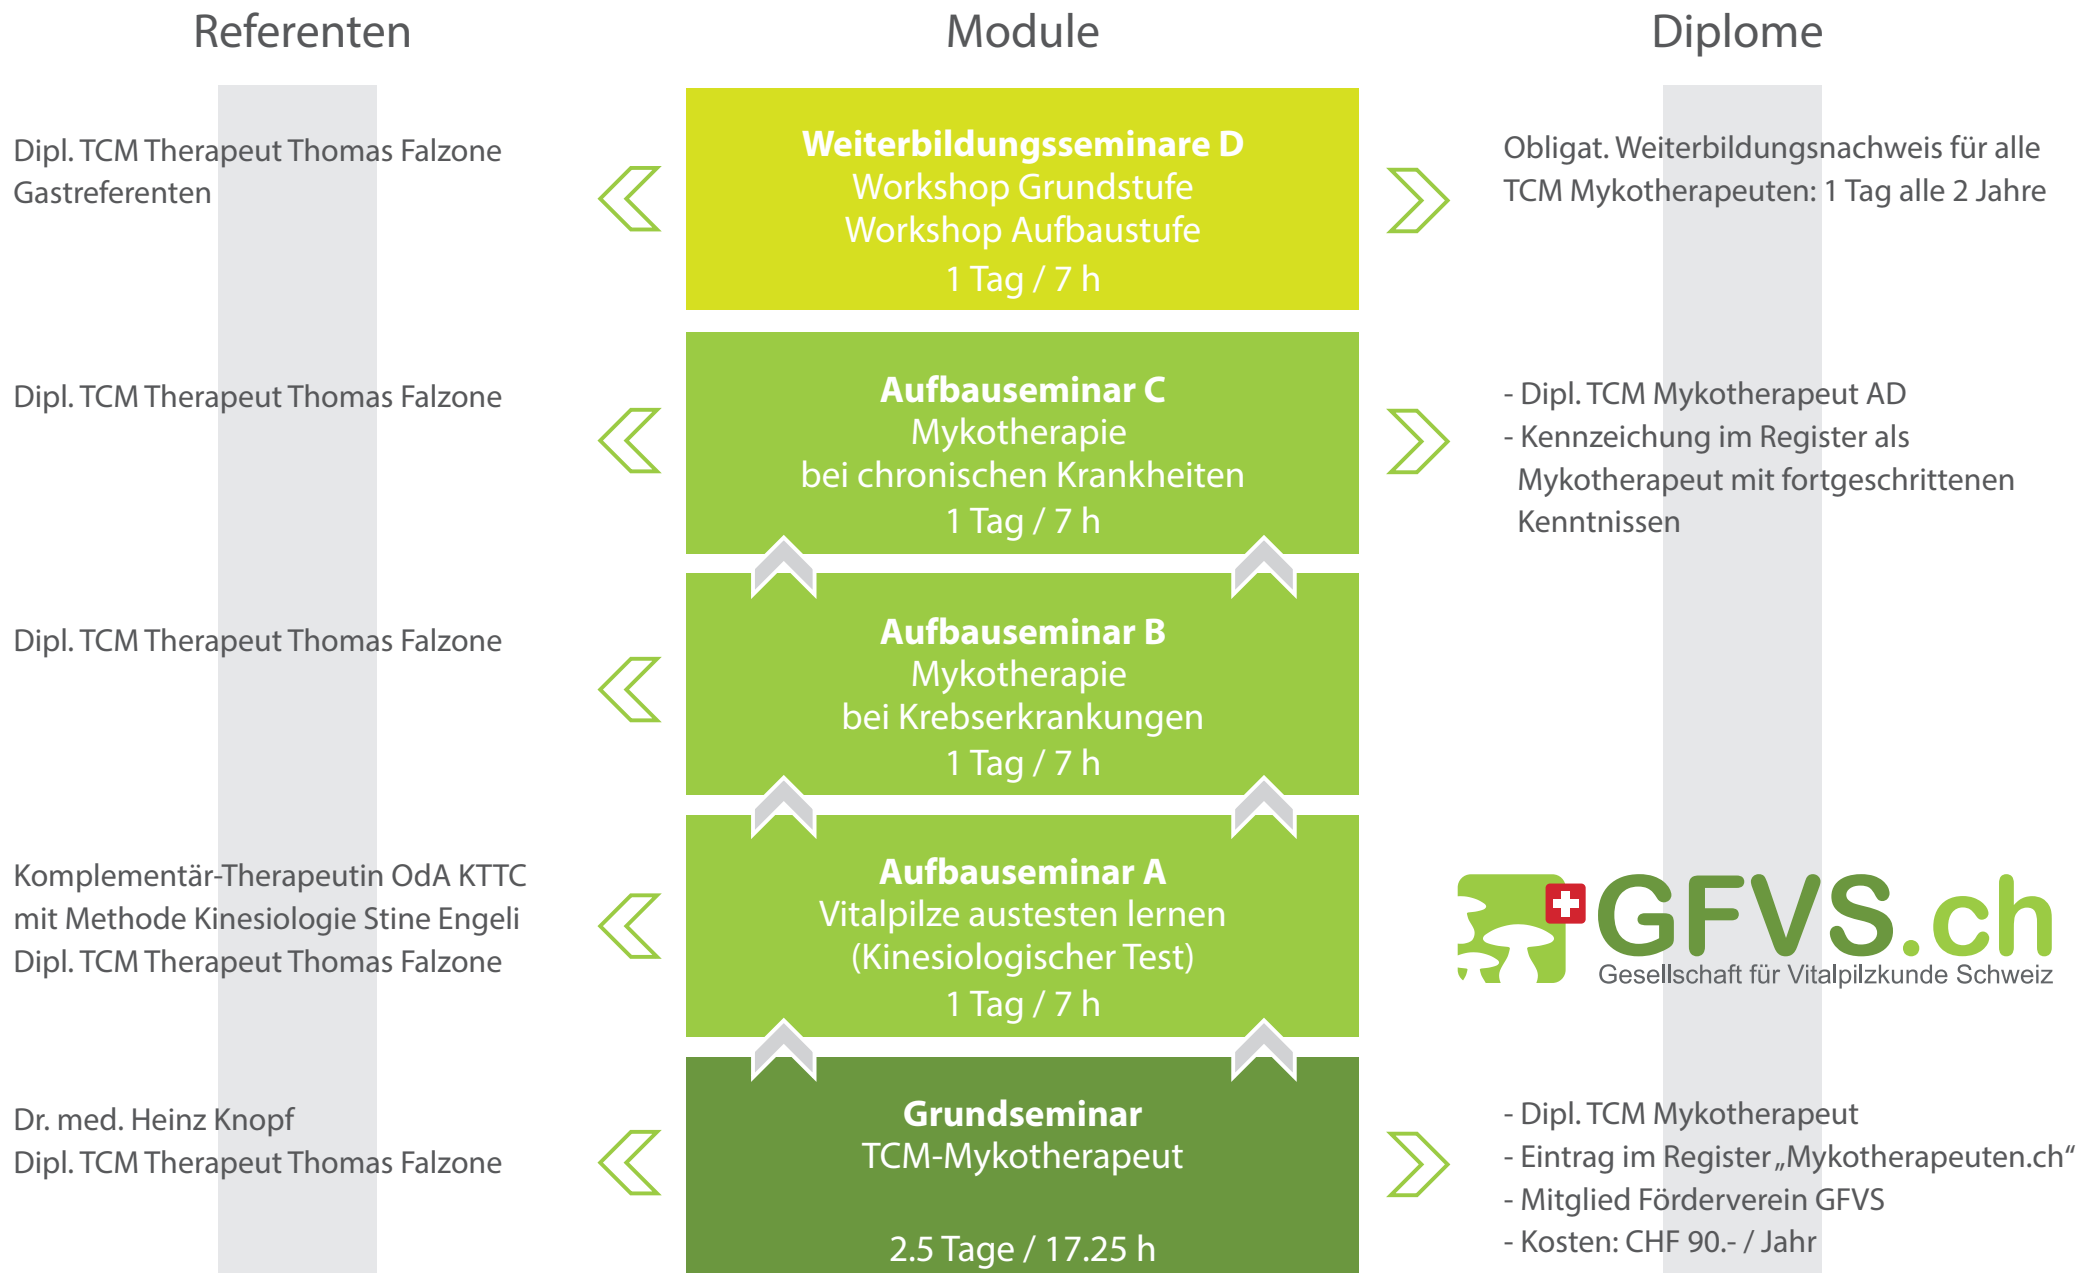 Referenten
Module
Diplome
Dipl. TCM Therapeut Thomas Falzone
Gastreferenten
Weiterbildungsseminare D
Workshop Grundstufe
Workshop Aufbaustufe
1 Tag / 7 h
Obligat. Weiterbildungsnachweis für alle
TCM Mykotherapeuten: 1 Tag alle 2 Jahre
Dipl. TCM Therapeut Thomas Falzone
Aufbauseminar C
Mykotherapie
bei chronischen Krankheiten
1 Tag / 7 h
- Dipl. TCM Mykotherapeut AD
- Kennzeichung im Register als
Mykotherapeut mit fortgeschrittenen
Kenntnissen
Dipl. TCM Therapeut Thomas Falzone
Aufbauseminar B
Mykotherapie
bei Krebserkrankungen
1 Tag / 7 h
Komplementär-Therapeutin OdA KTTC
mit Methode Kinesiologie Stine Engeli
Dipl. TCM Therapeut Thomas Falzone
Aufbauseminar A
Vitalpilze austesten lernen
(Kinesiologischer Test)
1 Tag / 7 h
GFVS.ch
Gesellschaft für Vitalpilzkunde Schweiz
Dr. med. Heinz Knopf
Dipl. TCM Therapeut Thomas Falzone
Grundseminar
TCM-Mykotherapeut
2.5 Tage / 17.25 h
- Dipl. TCM Mykotherapeut
- Eintrag im Register „Mykotherapeuten.ch“
- Mitglied Förderverein GFVS
- Kosten: CHF 90.- / Jahr